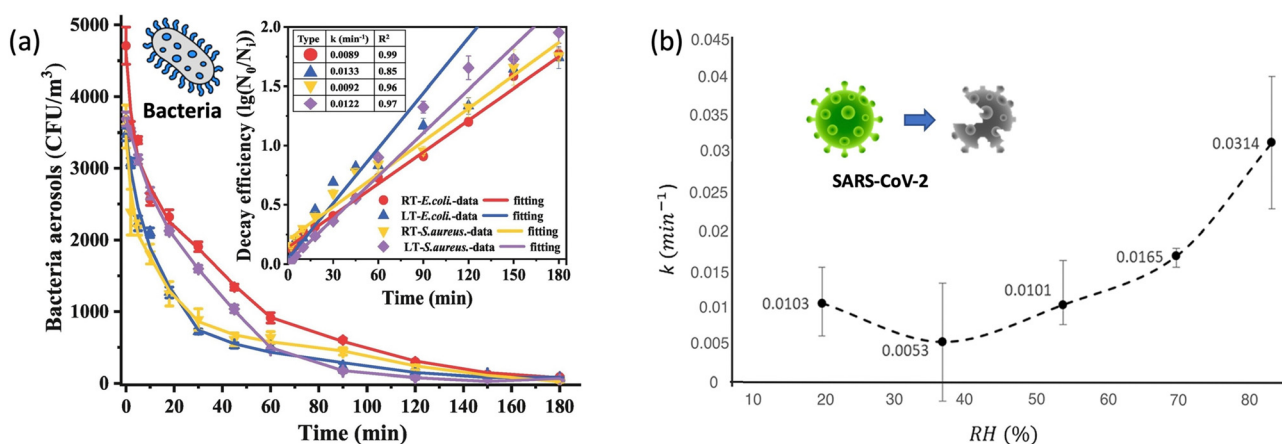 (a)
Bacteria aerosols (CFU/m³)
5000
4000
3000
2000
1000
0
0 20 40 60 80 100 120 140 160 180
Time (min)
Bacteria
Decay efficiency (lg(N₀/Nᵢ)
2.0
1.5
1.0
0.5
0.0
0 30 60 90 120 150 180
Time (min)
Type k (min⁻¹) R²
0.0089 0.99
0.0133 0.85
0.0092 0.96
0.0122 0.97
RT-E.coli.-data fitting
LT-E.coli.-data fitting
RT-S.aureus.-data fitting
LT-S.aureus.-data fitting
(b)
k (min⁻¹)
0.045
0.04
0.035
0.03
0.025
0.02
0.015
0.01
0.005
0
10 20 30 40 50 60 70 80
RH (%)
SARS-CoV-2
0.0103
0.0053
0.0101
0.0165
0.0314